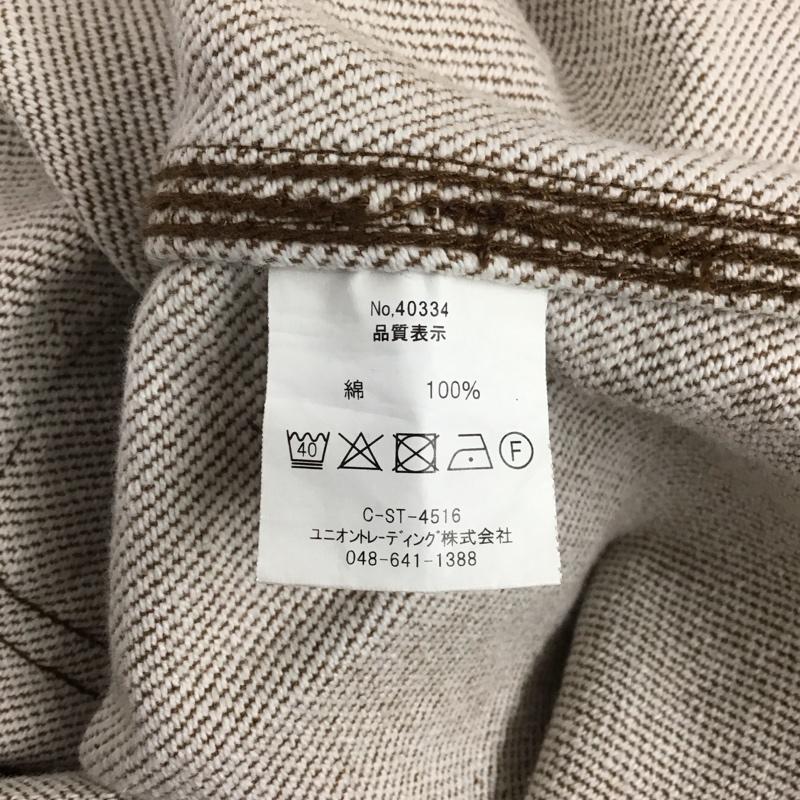 No,40334
品質表示
綿 100%
40 F
C-ST-4516
ユニオントレーディング株式会社
048-641-1388